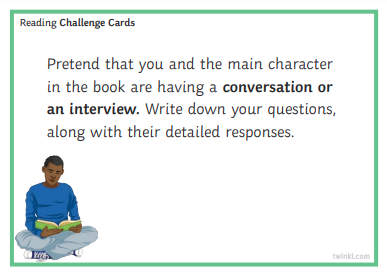 Reading Challenge Cards
Pretend that you and the main character
in the book are having a conversation or
an interview. Write down your questions,
along with their detailed responses.
twinkl.com